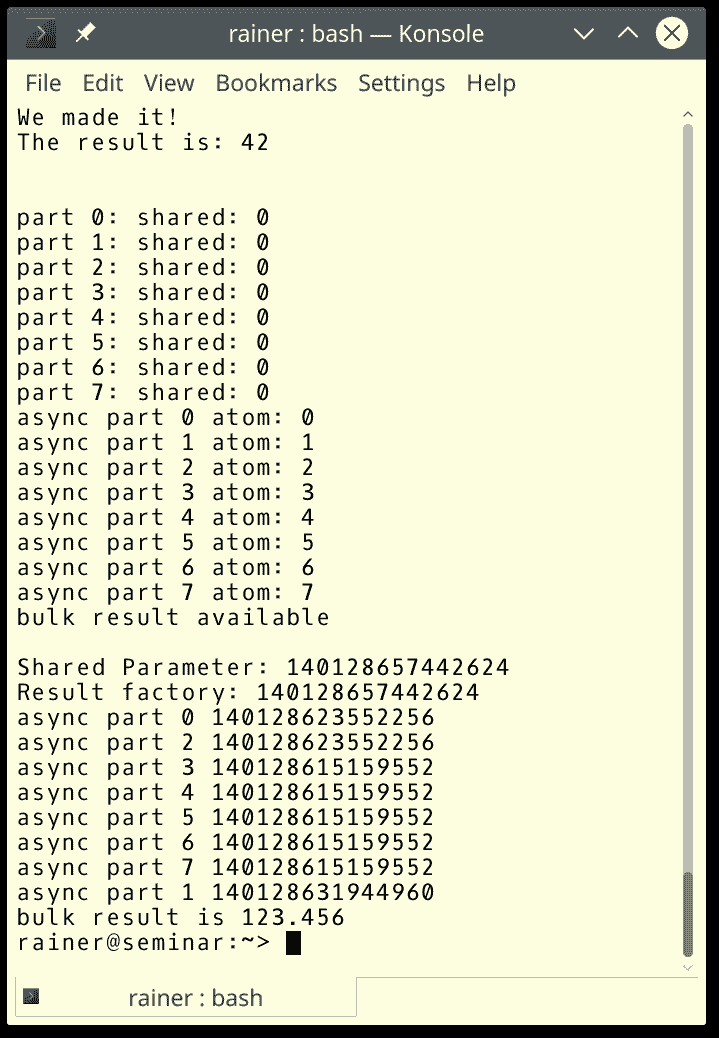 rainer : bash — Konsole
File Edit View Bookmarks Settings Help
We made it!
The result is: 42
part 0: shared: 0
part 1: shared: 0
part 2: shared: 0
part 3: shared: 0
part 4: shared: 0
part 5: shared: 0
part 6: shared: 0
part 7: shared: 0
async part 0 atom: 0
async part 1 atom: 1
async part 2 atom: 2
async part 3 atom: 3
async part 4 atom: 4
async part 5 atom: 5
async part 6 atom: 6
async part 7 atom: 7
bulk result available
Shared Parameter: 140128657442624
Result factory: 140128657442624
async part 0 140128623552256
async part 2 140128623552256
async part 3 140128615159552
async part 4 140128615159552
async part 5 140128615159552
async part 6 140128615159552
async part 7 140128615159552
async part 1 140128631944960
bulk result is 123.456
rainer@seminar:~>
rainer : bash